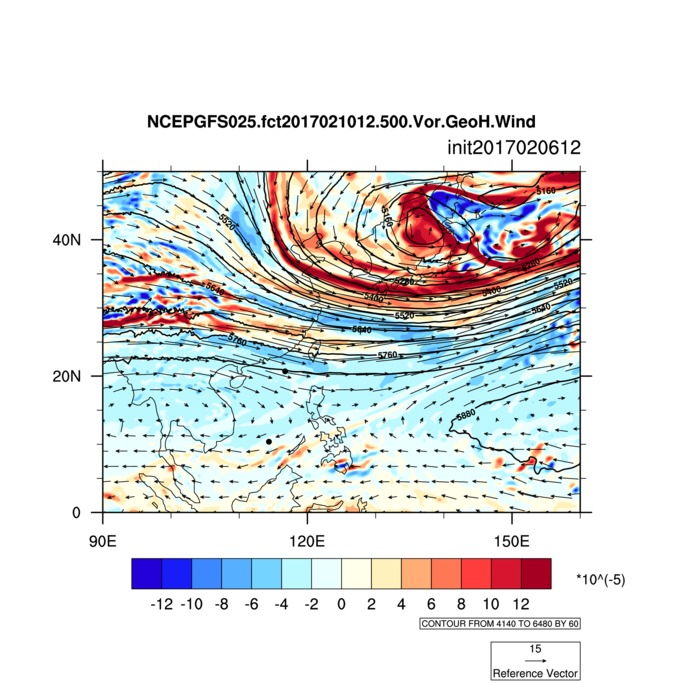 NCEPGFS025.fct2017021012.500.Vor.GeoH.Wind
init2017020612
5160
5520
5160
40N
5280
5280
5640
5400
5400
5520
5520
5640
5640
5760
5760
20N
5880
0
90E 120E 150E
-12 -10 -8 -6 -4 -2 0 2 4 6 8 10 12
*10^(-5)
CONTOUR FROM 4140 TO 6480 BY 60
15
Reference Vector